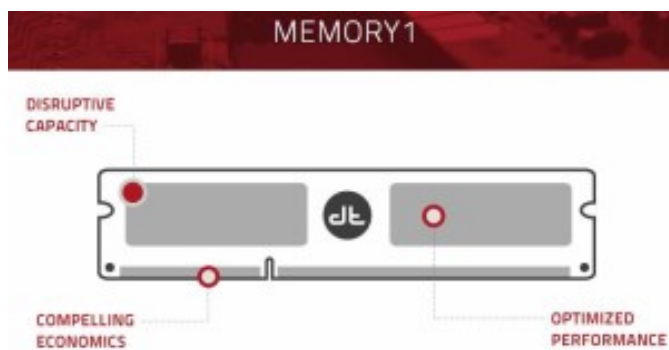 MEMORY1
DISRUPTIVE
CAPACITY
dt
COMPELLING
ECONOMICS
OPTIMIZED
PERFORMANCE